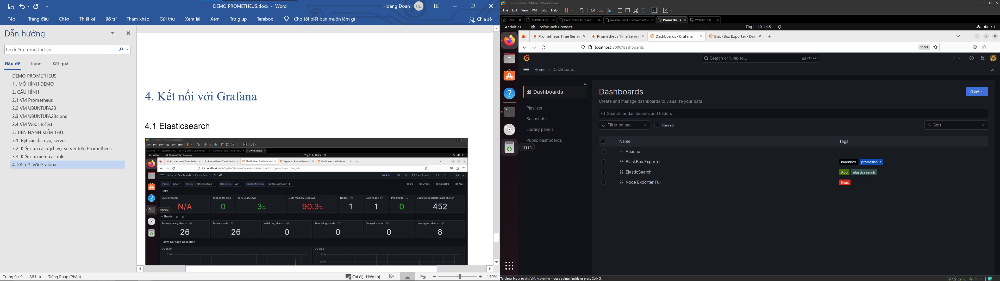 DEMO PROMETHEUS.docx - Word
Hoang Doan
HD
Tệp Trang đầu Chèn Thiết kế Bố trí Tham khảo Gửi thư Xem lại Xem Trợ giúp Terabox Cho tôi biết bạn muốn làm gì Chia sẻ
Dẫn hướng
Tìm kiếm trong tài liệu
Đầu đề Trang Kết quả
DEMO PROMETHEUS
1 . MÔ HÌNH DEMO
2. CẤU HÌNH
2.1 VM Prometheus
2.2 VM UBUNTUFA23
2.3 VM UBUNTUFA23clone
2.4 VM WebsiteTest
3. TIẾN HÀNH KIỂM THỬ:
3.1. Bật các dịch vụ, server
3.2. Kiểm tra các dịch vụ, server trên Prometheus
3.3. Kiểm tra xem các rule
4. Kết nối với Grafana
4. Kết nối với Grafana
4.1 Elasticsearch
Prometheus - VMware Workstation
File Edit View VM Tabs Help
Home UBUNTUFA23 Clone of UBUNTUFA23 kali-linux-2023.3-vmware-am... Prometheus
Activities Firefox Web Browser Thg 11 8 17:43
Prometheus Time Series Prometheus Time Series ElasticSearch - Dashboar Explore - Prometheus - G Dashboards - Grafana
localhost:3000/d/d70f6fa1-4c00-4a44-bc35-70b2b6df261d/elasticsearch?orgId=1
Home › Dashboards › ElasticSearch Add Last 1 hour
Interval auto Cluster elasticsearch Node name All Source of metrics 192.168.23.159:9114 OS MySQL MongoDB App
KPI
Cluster health Tripped for brea CPU usage Avg. JVM memory used Avg. Nodes Data nodes Pending tas Open file descriptors per cluster
N/A 0 3% 90.3% 1 1 0 452
Terminal
Shards
Active primary shards Active shards Initializing shards Relocating shards Delayed shards Unassigned shards
26 26 0 0 0 8
JVM Garbage Collection
GC count GC time
0.150 12.5 ms
10 ms
Trang 9 / 9 861 từ Tiếng Pháp (Pháp) Cài đặt Hiển thị 149%
Prometheus - VMware Workstation
File Edit View VM Tabs Help
Home UBUNTUFA23 Clone of UBUNTUFA23 kali-linux-2023.3-vmware-am... Prometheus WebsiteTest
Activities Firefox Web Browser Thg 11 10 14:51
Prometheus Time Series Prometheus Time Series Dashboards - Grafana BlackBox Exporter - Dash
localhost:3000/dashboards 110%
Search or jump to... ctrl+k
Home › Dashboards
Dashboards
Playlists
Snapshots
Library panels
Public dashboards
Trash
Dashboards
New
Create and manage dashboards to visualize your data
Search for dashboards and folders
Filter by tag Starred Sort
Name Tags
Apache
BlackBox Exporter blackbox prometheus
ElasticSearch App elasticsearch
Node Exporter Full linux
To direct input to this VM, move the mouse pointer inside or press Ctrl+G.